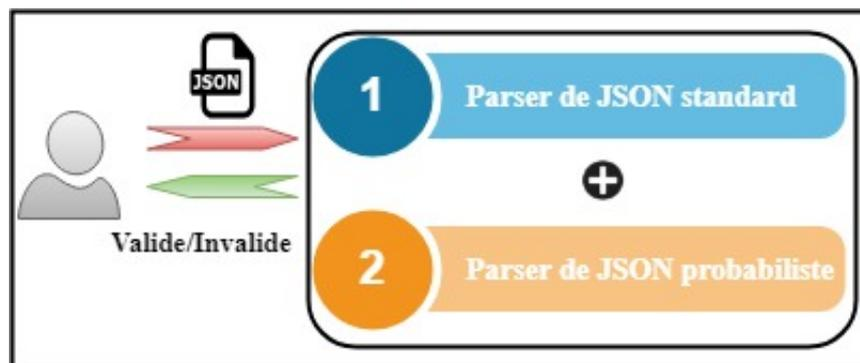 JSON
1
Parser de JSON standard
Valide/Invalide
2
Parser de JSON probabiliste